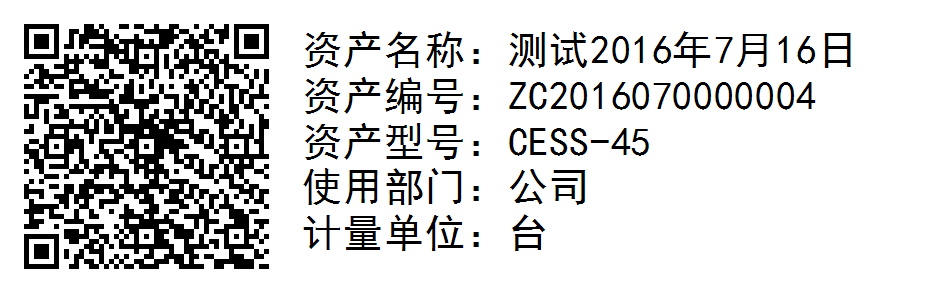 资产名称：测试2016年7月16日
资产编号：ZC2016070000004
资产型号：CESS-45
使用部门：公司
计量单位：台